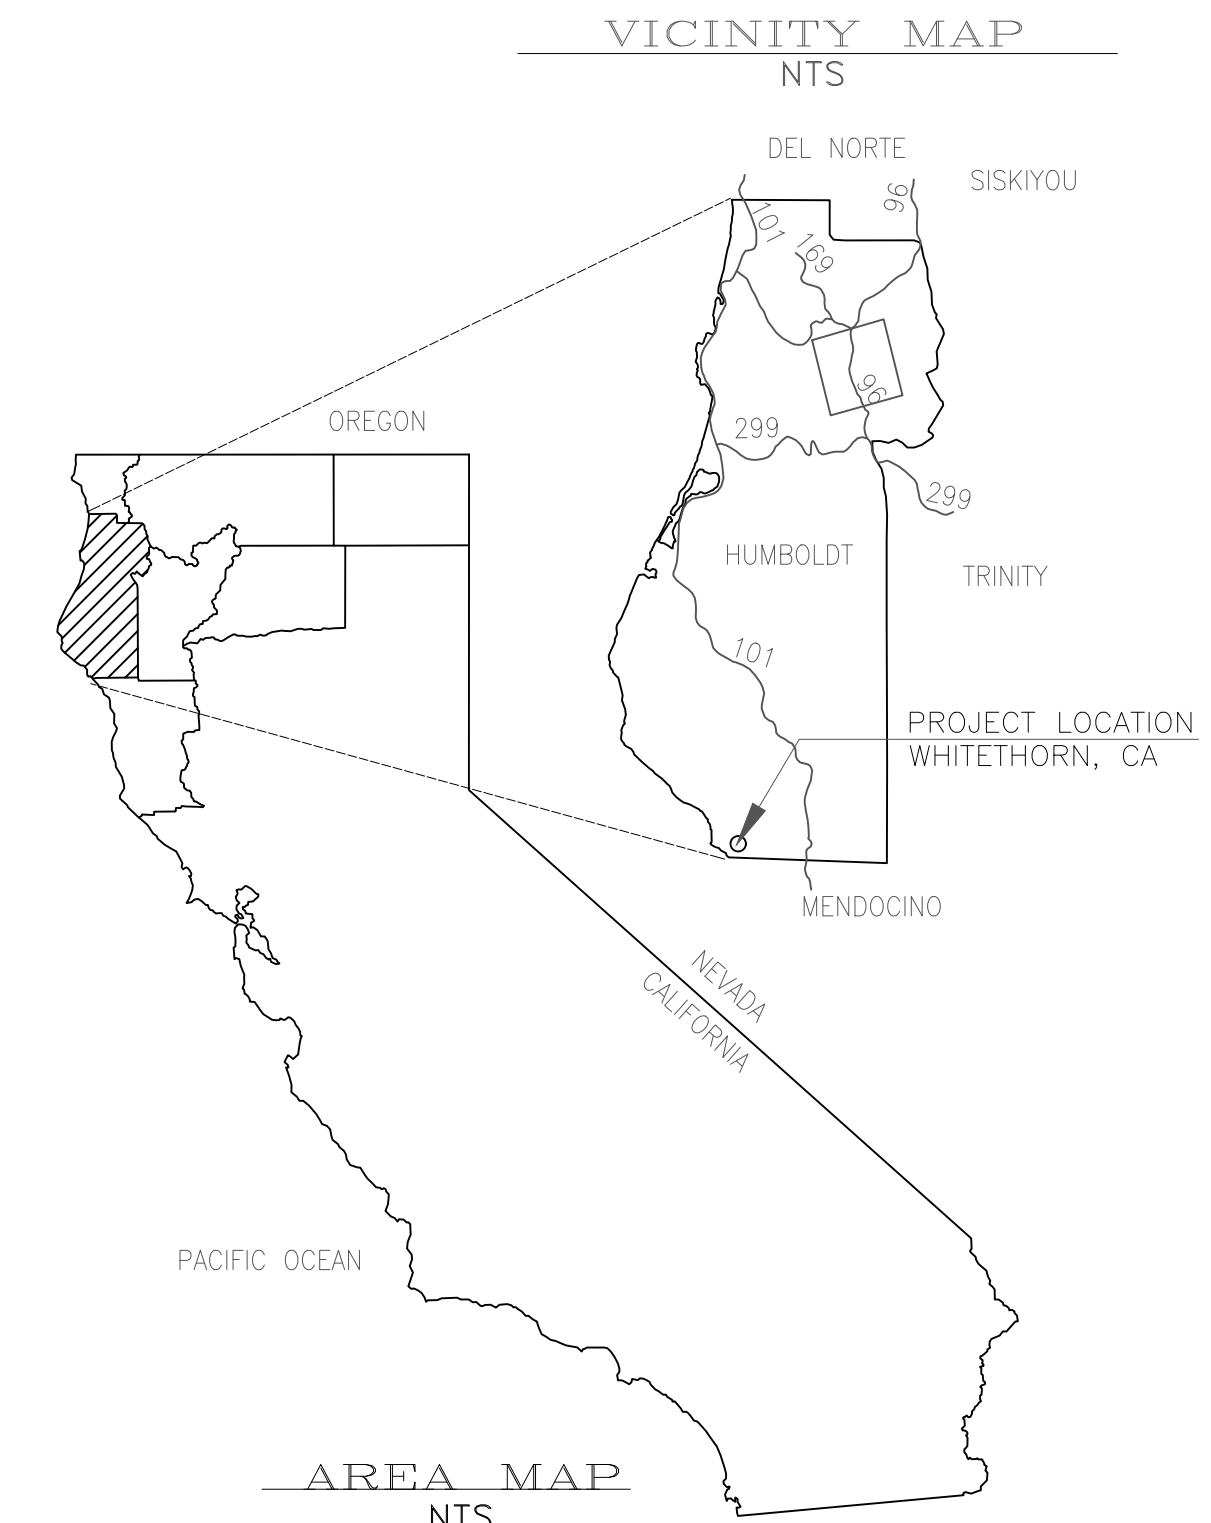 VICINITY MAP
NTS
DEL NORTE
SISKIYOU
96
101
169
96
OREGON
299
299
HUMBOLDT
TRINITY
101
PROJECT LOCATION
WHITETHORN, CA
MENDOCINO
NEVADA
CALIFORNIA
PACIFIC OCEAN
AREA MAP
NTS